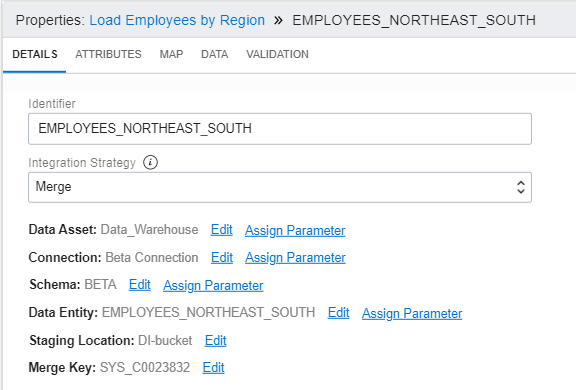 Properties: Load Employees by Region » EMPLOYEES_NORTHEAST_SOUTH
DETAILS ATTRIBUTES MAP DATA VALIDATION
Identifier
EMPLOYEES_NORTHEAST_SOUTH
Integration Strategy i
Merge
Data Asset: Data_Warehouse Edit Assign Parameter
Connection: Beta Connection Edit Assign Parameter
Schema: BETA Edit Assign Parameter
Data Entity: EMPLOYEES_NORTHEAST_SOUTH Edit Assign Parameter
Staging Location: DI-bucket Edit
Merge Key: SYS_C0023832 Edit